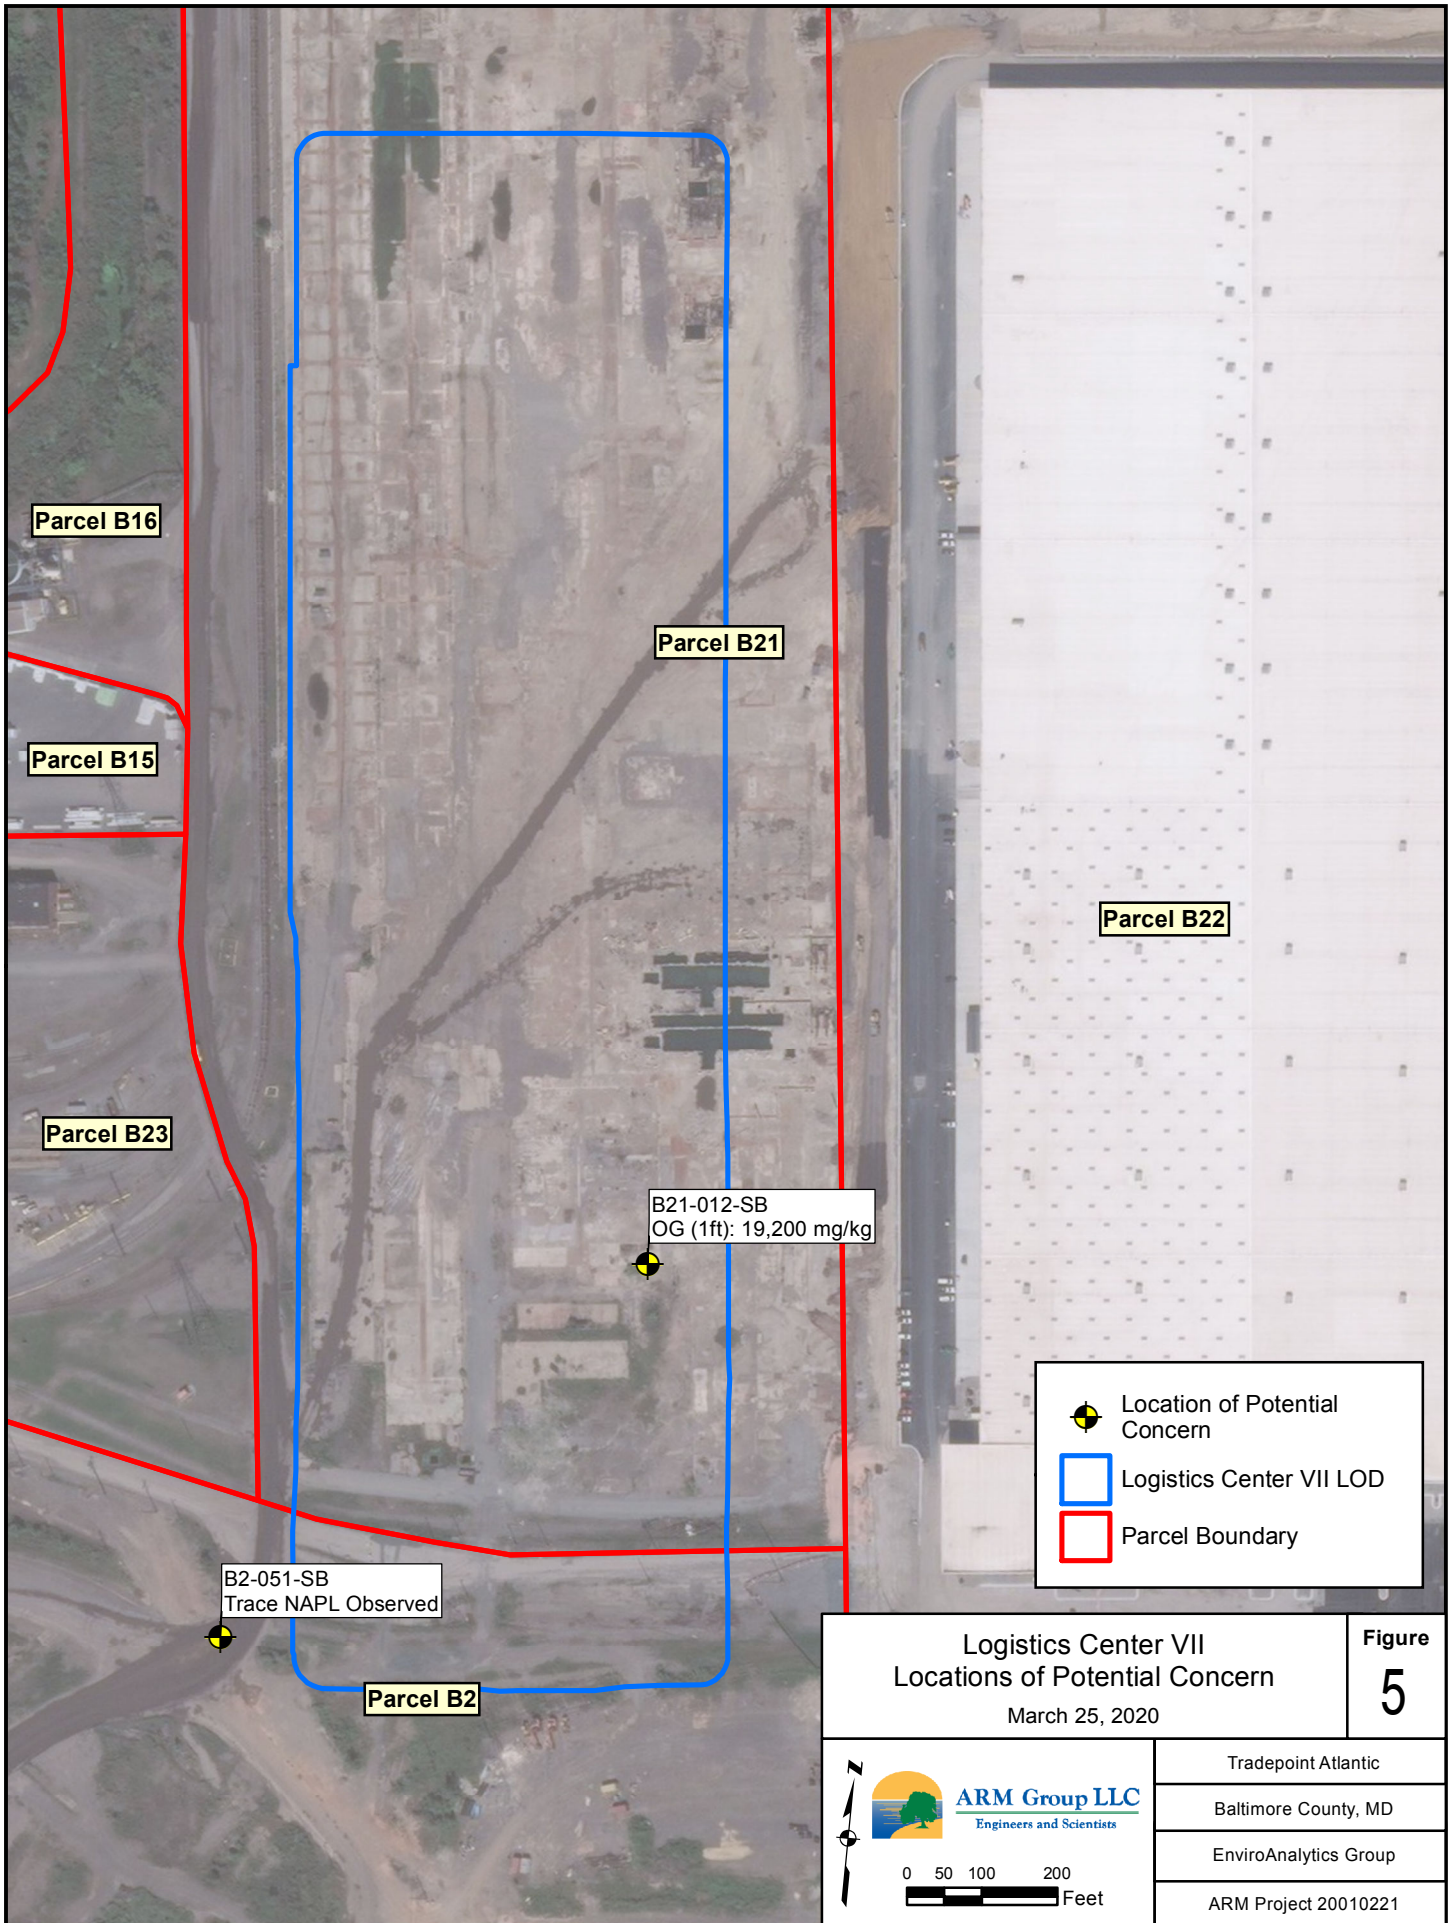 Parcel B16
Parcel B21
Parcel B15
Parcel B22
Parcel B23
B21-012-SB
OG (1ft): 19,200 mg/kg
Location of Potential
Concern
Logistics Center VII LOD
Parcel Boundary
B2-051-SB
Trace NAPL Observed
Parcel B2
Logistics Center VII
Locations of Potential Concern
March 25, 2020
Figure
5
Z
ARM Group LLC
Engineers and Scientists
0 50 100 200
Feet
Tradepoint Atlantic
Baltimore County, MD
EnviroAnalytics Group
ARM Project 20010221